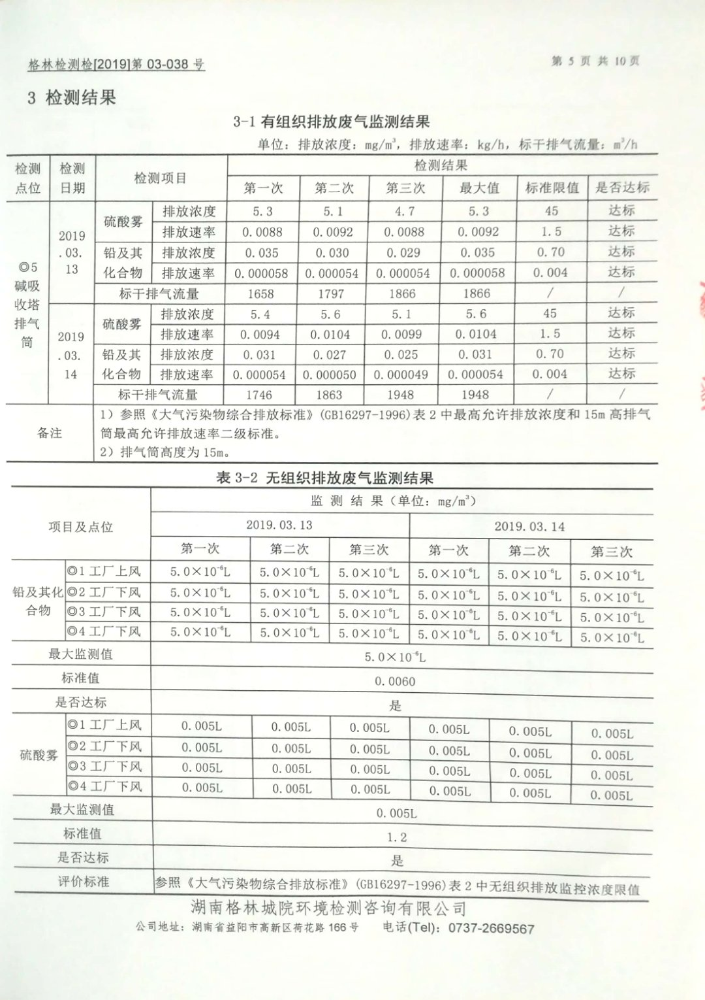 格林检测检[2019]第 03-038 号
第 5 页 共 10 页
3 检测结果
3-1 有组织排放废气监测结果
单位：排放浓度：mg/m³，排放速率：kg/h，标干排气流量：m³/h
检测点位 检测日期 检测项目 检测结果
第一次 第二次 第三次 最大值 标准限值 是否达标
◎5 碱吸收塔排气筒
2019.03.13
硫酸雾 排放浓度 5.3 5.1 4.7 5.3 45 达标
排放速率 0.0088 0.0092 0.0088 0.0092 1.5 达标
铅及其化合物 排放浓度 0.035 0.030 0.029 0.035 0.70 达标
排放速率 0.000058 0.000054 0.000054 0.000058 0.004 达标
标干排气流量 1658 1797 1866 1866 / /
2019.03.14
硫酸雾 排放浓度 5.4 5.6 5.1 5.6 45 达标
排放速率 0.0094 0.0104 0.0099 0.0104 1.5 达标
铅及其化合物 排放浓度 0.031 0.027 0.025 0.031 0.70 达标
排放速率 0.000054 0.000050 0.000049 0.000054 0.004 达标
标干排气流量 1746 1863 1948 1948 / /
备注
1）参照《大气污染物综合排放标准》(GB16297-1996)表 2 中最高允许排放浓度和 15m 高排气
筒最高允许排放速率二级标准。
2）排气筒高度为 15m。
表 3-2 无组织排放废气监测结果
项目及点位 监 测 结 果（单位：mg/m³）
2019.03.13 2019.03.14
第一次 第二次 第三次 第一次 第二次 第三次
铅及其化合物
◎1 工厂上风 5.0×10⁻⁶L 5.0×10⁻⁶L 5.0×10⁻⁶L 5.0×10⁻⁶L 5.0×10⁻⁶L 5.0×10⁻⁶L
◎2 工厂下风 5.0×10⁻⁶L 5.0×10⁻⁶L 5.0×10⁻⁶L 5.0×10⁻⁶L 5.0×10⁻⁶L 5.0×10⁻⁶L
◎3 工厂下风 5.0×10⁻⁶L 5.0×10⁻⁶L 5.0×10⁻⁶L 5.0×10⁻⁶L 5.0×10⁻⁶L 5.0×10⁻⁶L
◎4 工厂下风 5.0×10⁻⁶L 5.0×10⁻⁶L 5.0×10⁻⁶L 5.0×10⁻⁶L 5.0×10⁻⁶L 5.0×10⁻⁶L
最大监测值 5.0×10⁻⁶L
标准值 0.0060
是否达标 是
硫酸雾
◎1 工厂上风 0.005L 0.005L 0.005L 0.005L 0.005L 0.005L
◎2 工厂下风 0.005L 0.005L 0.005L 0.005L 0.005L 0.005L
◎3 工厂下风 0.005L 0.005L 0.005L 0.005L 0.005L 0.005L
◎4 工厂下风 0.005L 0.005L 0.005L 0.005L 0.005L 0.005L
最大监测值 0.005L
标准值 1.2
是否达标 是
评价标准 参照《大气污染物综合排放标准》(GB16297-1996)表 2 中无组织排放监控浓度限值
湖南格林城院环境检测咨询有限公司
公司地址：湖南省益阳市高新区荷花路 166 号 电话(Tel)：0737-2669567